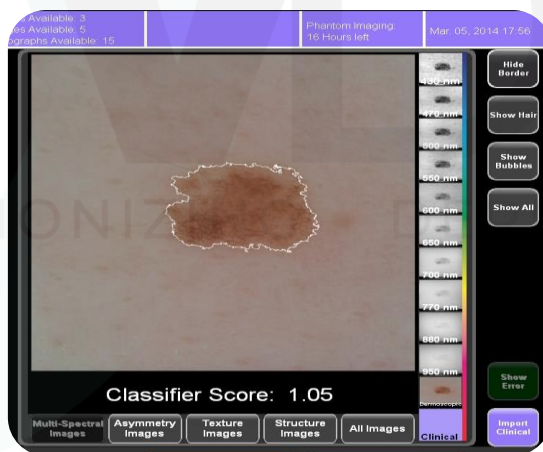 s Available: 3
es Available: 5
ographs Available: 15
Phantom Imaging:
16 Hours left
Mar. 05, 2014 17:56
Hide
Border
Show Hair
Show
Bubbles
Show All
430 nm
470 nm
500 nm
550 nm
600 nm
650 nm
700 nm
770 nm
880 nm
950 nm
Dermoscopic
Clinical
Show
Error
Import
Clinical
Classifier Score: 1.05
Multi-Spectral
Images
Asymmetry
Images
Texture
Images
Structure
Images
All Images